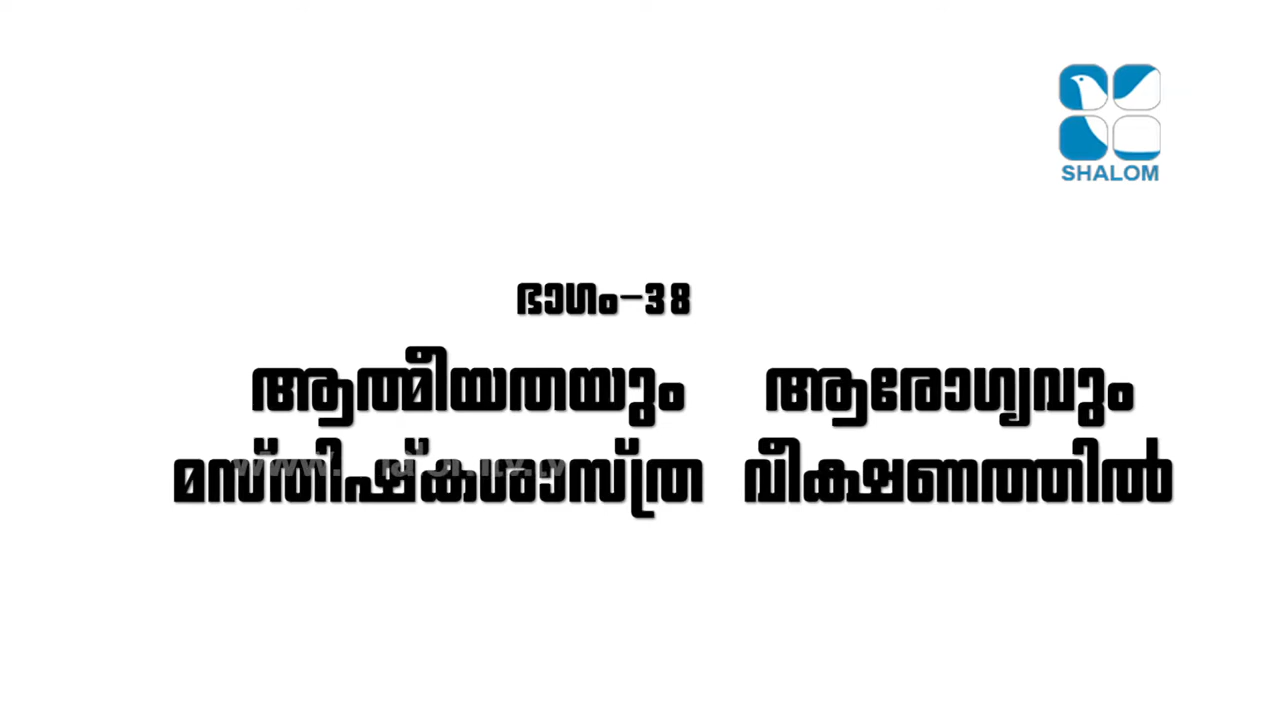 SHALOM
ഭാഗം-38
ആത്മീയതയും ആരോഗ്യവും
മസ്തിഷ്കശാസ്ത്ര വീക്ഷണത്തിൽ